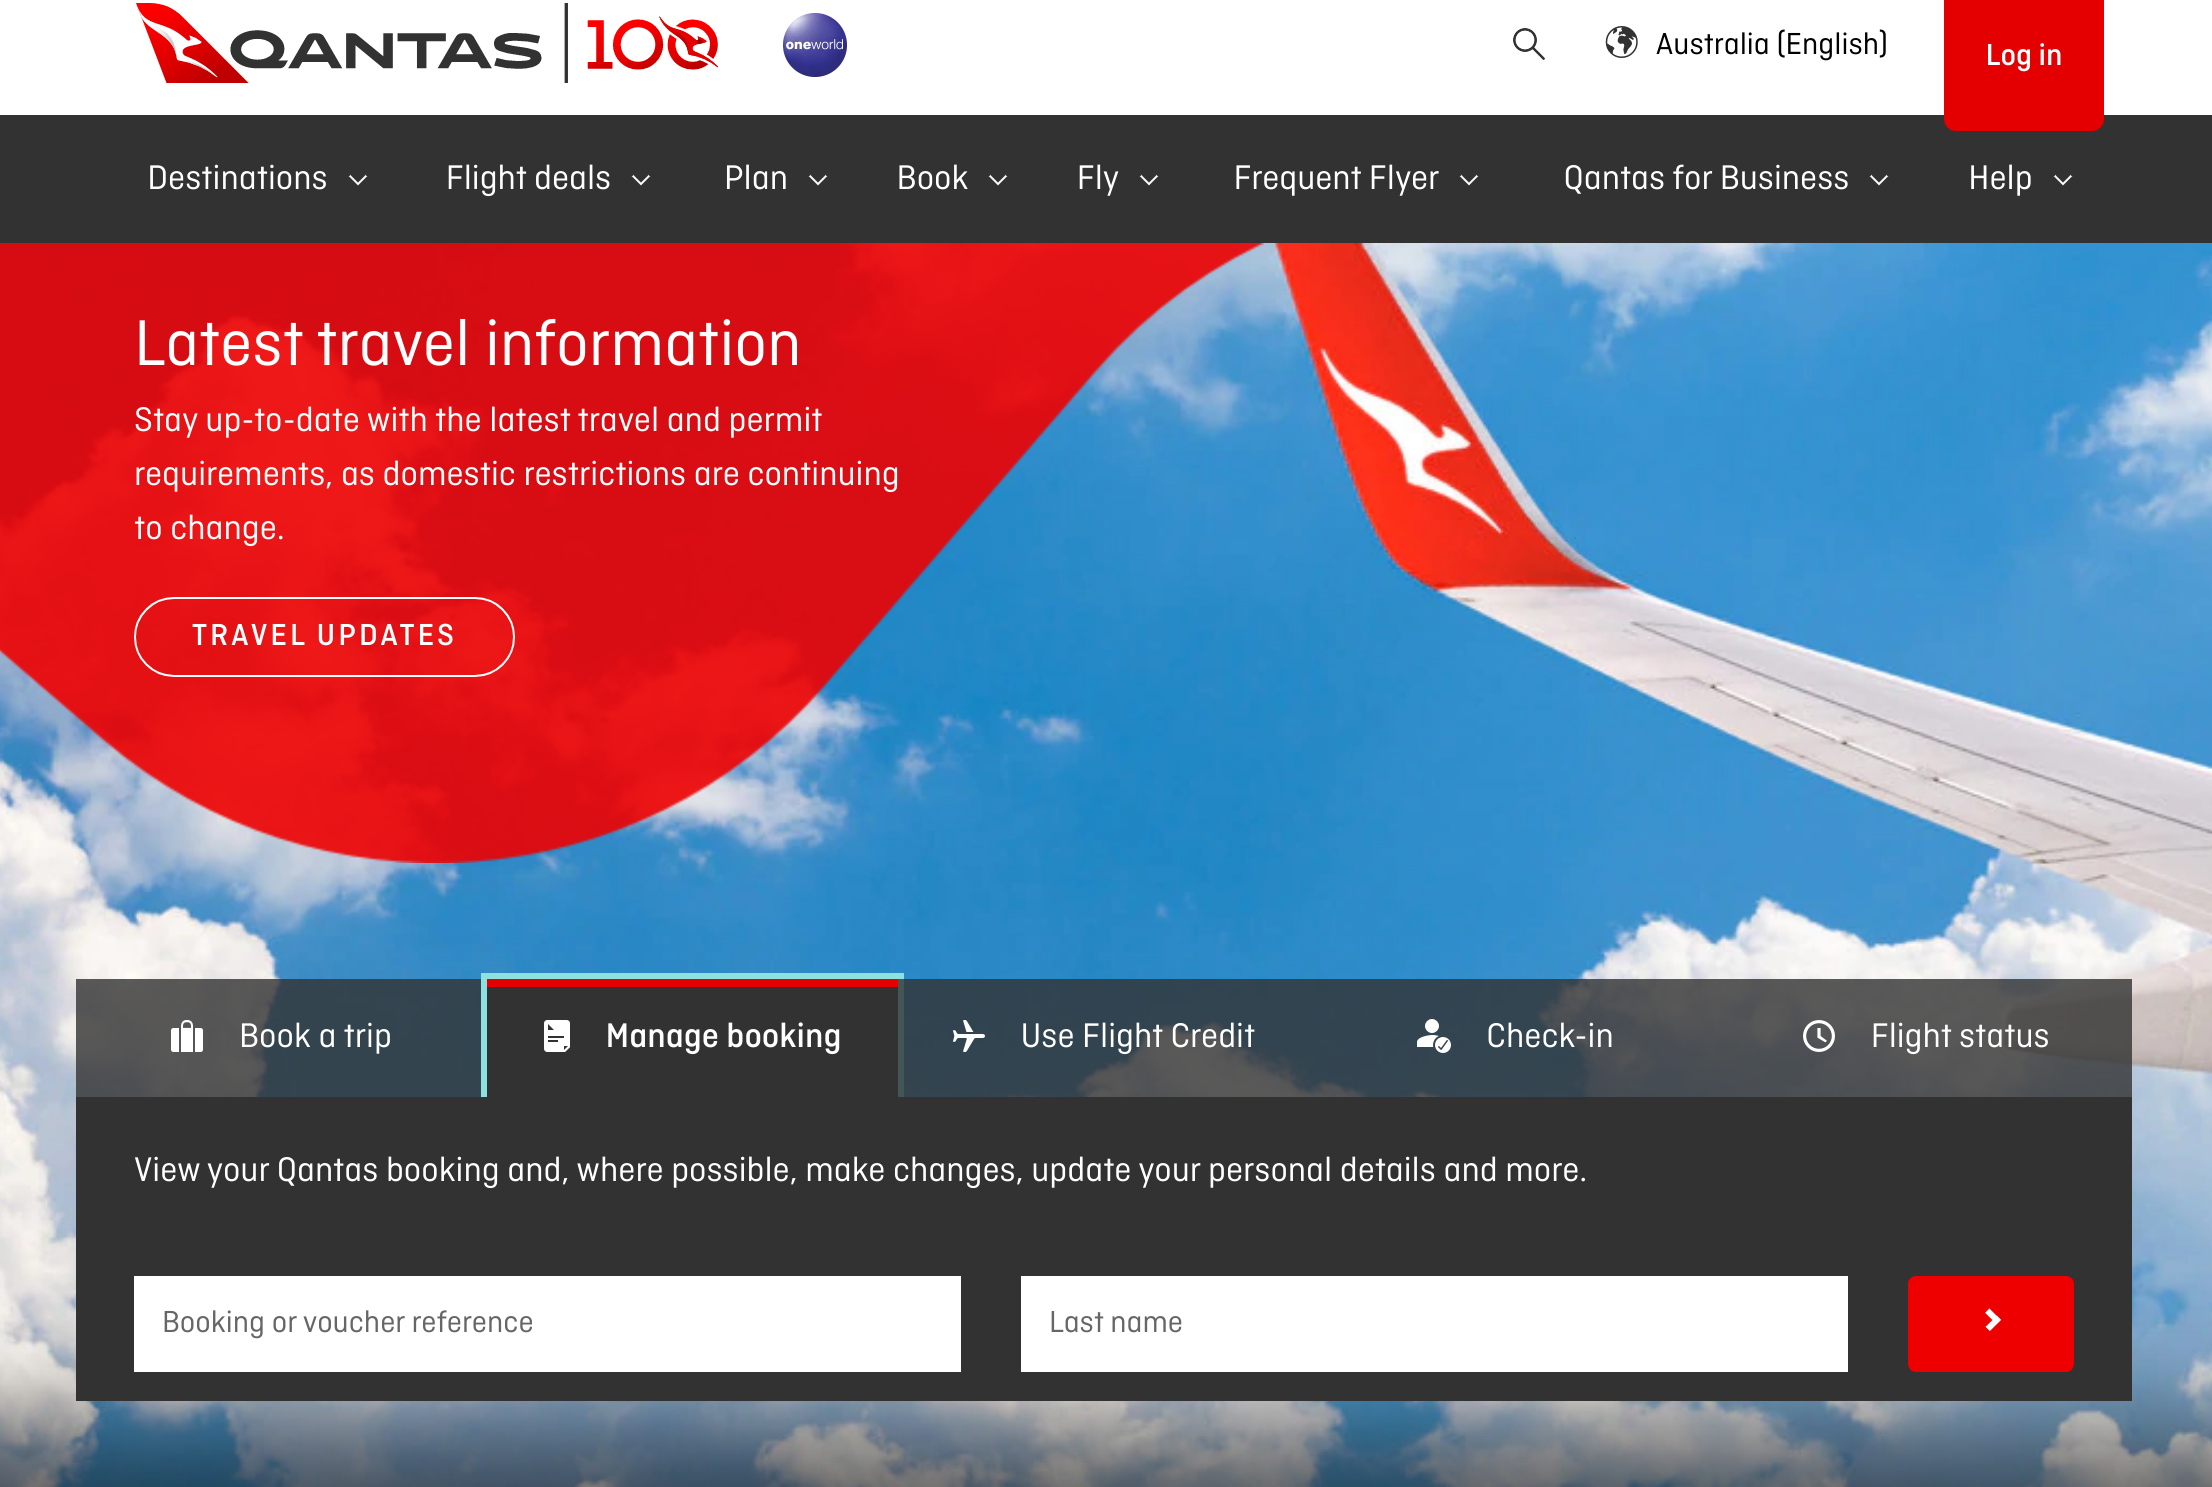 QANTAS 100 oneworld Australia (English) Log in
Destinations Flight deals Plan Book Fly Frequent Flyer Qantas for Business Help
Latest travel information
Stay up-to-date with the latest travel and permit
requirements, as domestic restrictions are continuing
to change.
TRAVEL UPDATES
Book a trip Manage booking Use Flight Credit Check-in Flight status
View your Qantas booking and, where possible, make changes, update your personal details and more.
Booking or voucher reference Last name